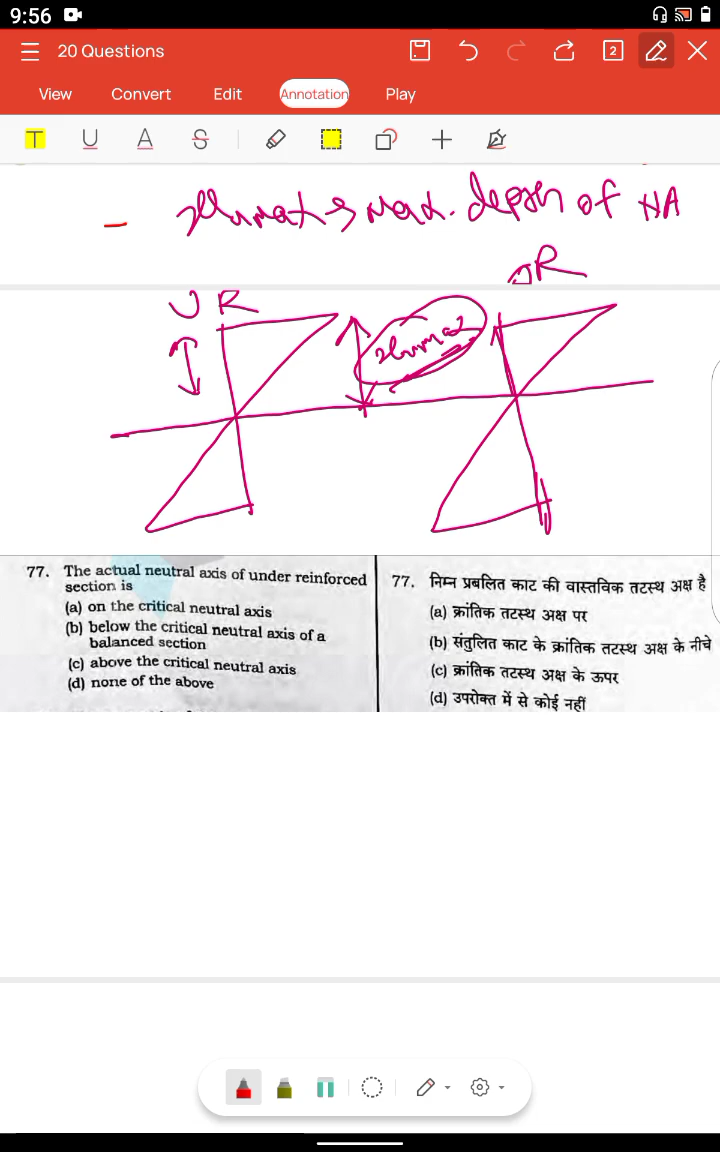 9:56
20 Questions
2
View Convert Edit Annotation Play
T U A S
Max. depth of NA
UR
OR
77. The actual neutral axis of under reinforced
section is
(a) on the critical neutral axis
(b) below the critical neutral axis of a
balanced section
(c) above the critical neutral axis
(d) none of the above
77. निम्न प्रबलित काट की वास्तविक तटस्थ अक्ष है
(a) क्रांतिक तटस्थ अक्ष पर
(b) संतुलित काट के क्रांतिक तटस्थ अक्ष के नीचे
(c) क्रांतिक तटस्थ अक्ष के ऊपर
(d) उपरोक्त में से कोई नहीं